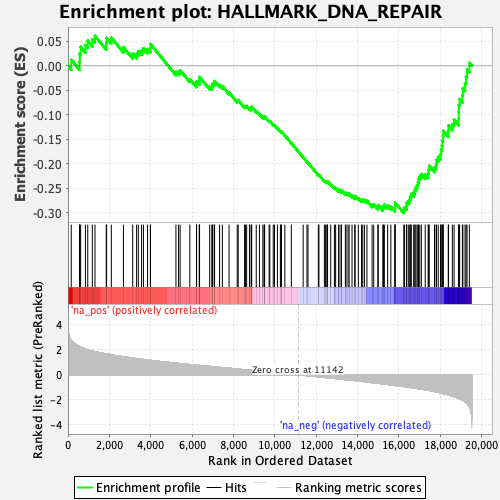 Enrichment plot: HALLMARK_DNA_REPAIR
Enrichment score (ES)
0.05
0.00
-0.05
-0.10
-0.15
-0.20
-0.25
-0.30
'na_pos' (positively correlated)
Ranked list metric (PreRanked)
4
2
0
-2
-4
Zero cross at 11142
'na_neg' (negatively correlated)
0
2,000
4,000
6,000
8,000
10,000
12,000
14,000
16,000
18,000
20,000
Rank in Ordered Dataset
Enrichment profile
Hits
Ranking metric scores